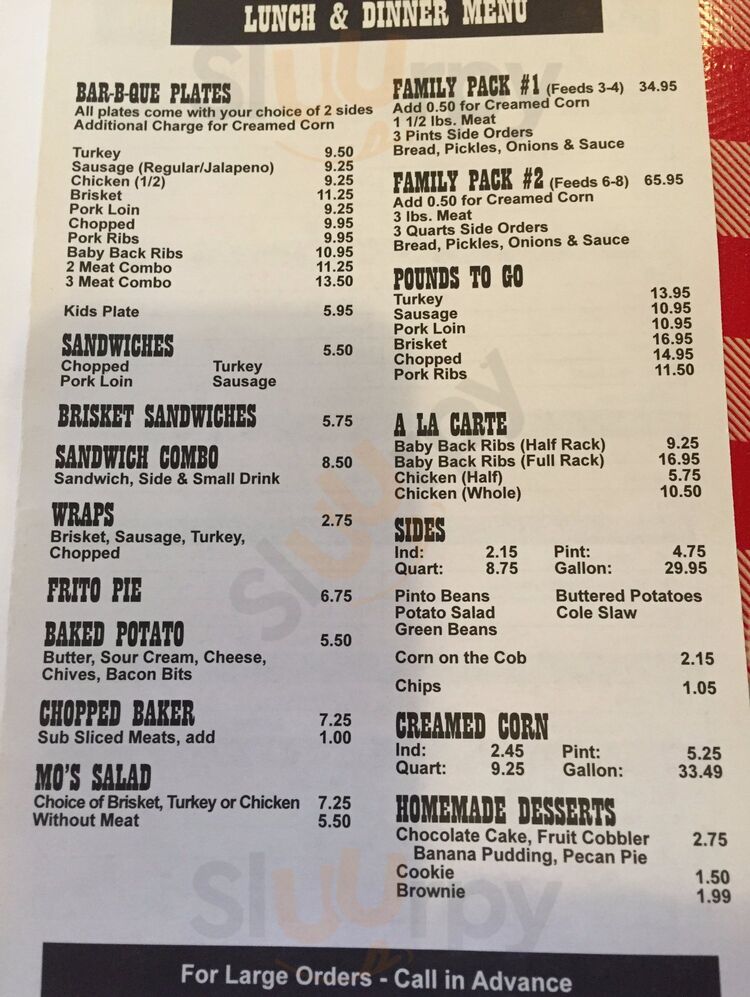 LUNCH & DINNER MENU
BAR-B-QUE PLATES
All plates come with your choice of 2 sides
Additional Charge for Creamed Corn
Turkey 9.50
Sausage (Regular/Jalapeno) 9.25
Chicken (1/2) 9.25
Brisket 11.25
Pork Loin 9.25
Chopped 9.95
Pork Ribs 9.95
Baby Back Ribs 10.95
2 Meat Combo 11.25
3 Meat Combo 13.50
Kids Plate 5.95
SANDWICHES 5.50
Chopped Turkey
Pork Loin Sausage
BRISKET SANDWICHES 5.75
SANDWICH COMBO 8.50
Sandwich, Side & Small Drink
WRAPS 2.75
Brisket, Sausage, Turkey,
Chopped
FRITO PIE 6.75
BAKED POTATO 5.50
Butter, Sour Cream, Cheese,
Chives, Bacon Bits
CHOPPED BAKER 7.25
Sub Sliced Meats, add 1.00
MO'S SALAD
Choice of Brisket, Turkey or Chicken 7.25
Without Meat 5.50
FAMILY PACK #1 (Feeds 3-4) 34.95
Add 0.50 for Creamed Corn
1 1/2 lbs. Meat
3 Pints Side Orders
Bread, Pickles, Onions & Sauce
FAMILY PACK #2 (Feeds 6-8) 65.95
Add 0.50 for Creamed Corn
3 lbs. Meat
3 Quarts Side Orders
Bread, Pickles, Onions & Sauce
POUNDS TO GO
Turkey 13.95
Sausage 10.95
Pork Loin 10.95
Brisket 16.95
Chopped 14.95
Pork Ribs 11.50
A LA CARTE
Baby Back Ribs (Half Rack) 9.25
Baby Back Ribs (Full Rack) 16.95
Chicken (Half) 5.75
Chicken (Whole) 10.50
SIDES
Ind: 2.15 Pint: 4.75
Quart: 8.75 Gallon: 29.95
Pinto Beans Buttered Potatoes
Potato Salad Cole Slaw
Green Beans
Corn on the Cob 2.15
Chips 1.05
CREAMED CORN
Ind: 2.45 Pint: 5.25
Quart: 9.25 Gallon: 33.49
HOMEMADE DESSERTS
Chocolate Cake, Fruit Cobbler 2.75
Banana Pudding, Pecan Pie
Cookie 1.50
Brownie 1.99
For Large Orders - Call in Advance
Sluurpy
Sluurpy
Sluurpy